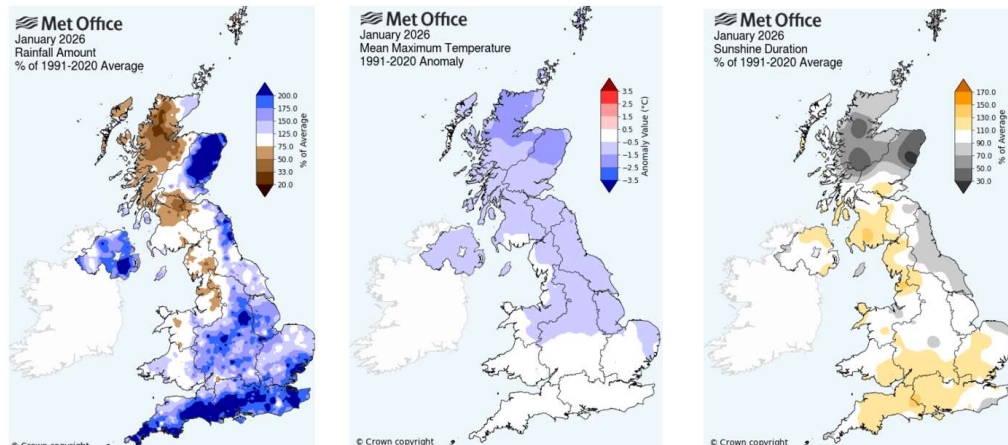 Met Office
January 2026
Rainfall Amount
% of 1991-2020 Average
200.0
175.0
150.0
125.0
75.0
50.0
33.0
20.0
% of Average
© Crown copyright
Met Office
January 2026
Mean Maximum Temperature
1991-2020 Anomaly
3.5
2.5
1.5
0.5
-0.5
-1.5
-2.5
-3.5
Anomaly Value (°C)
© Crown copyright
Met Office
January 2026
Sunshine Duration
% of 1991-2020 Average
170.0
150.0
130.0
110.0
90.0
70.0
50.0
30.0
% of Average
© Crown copyright